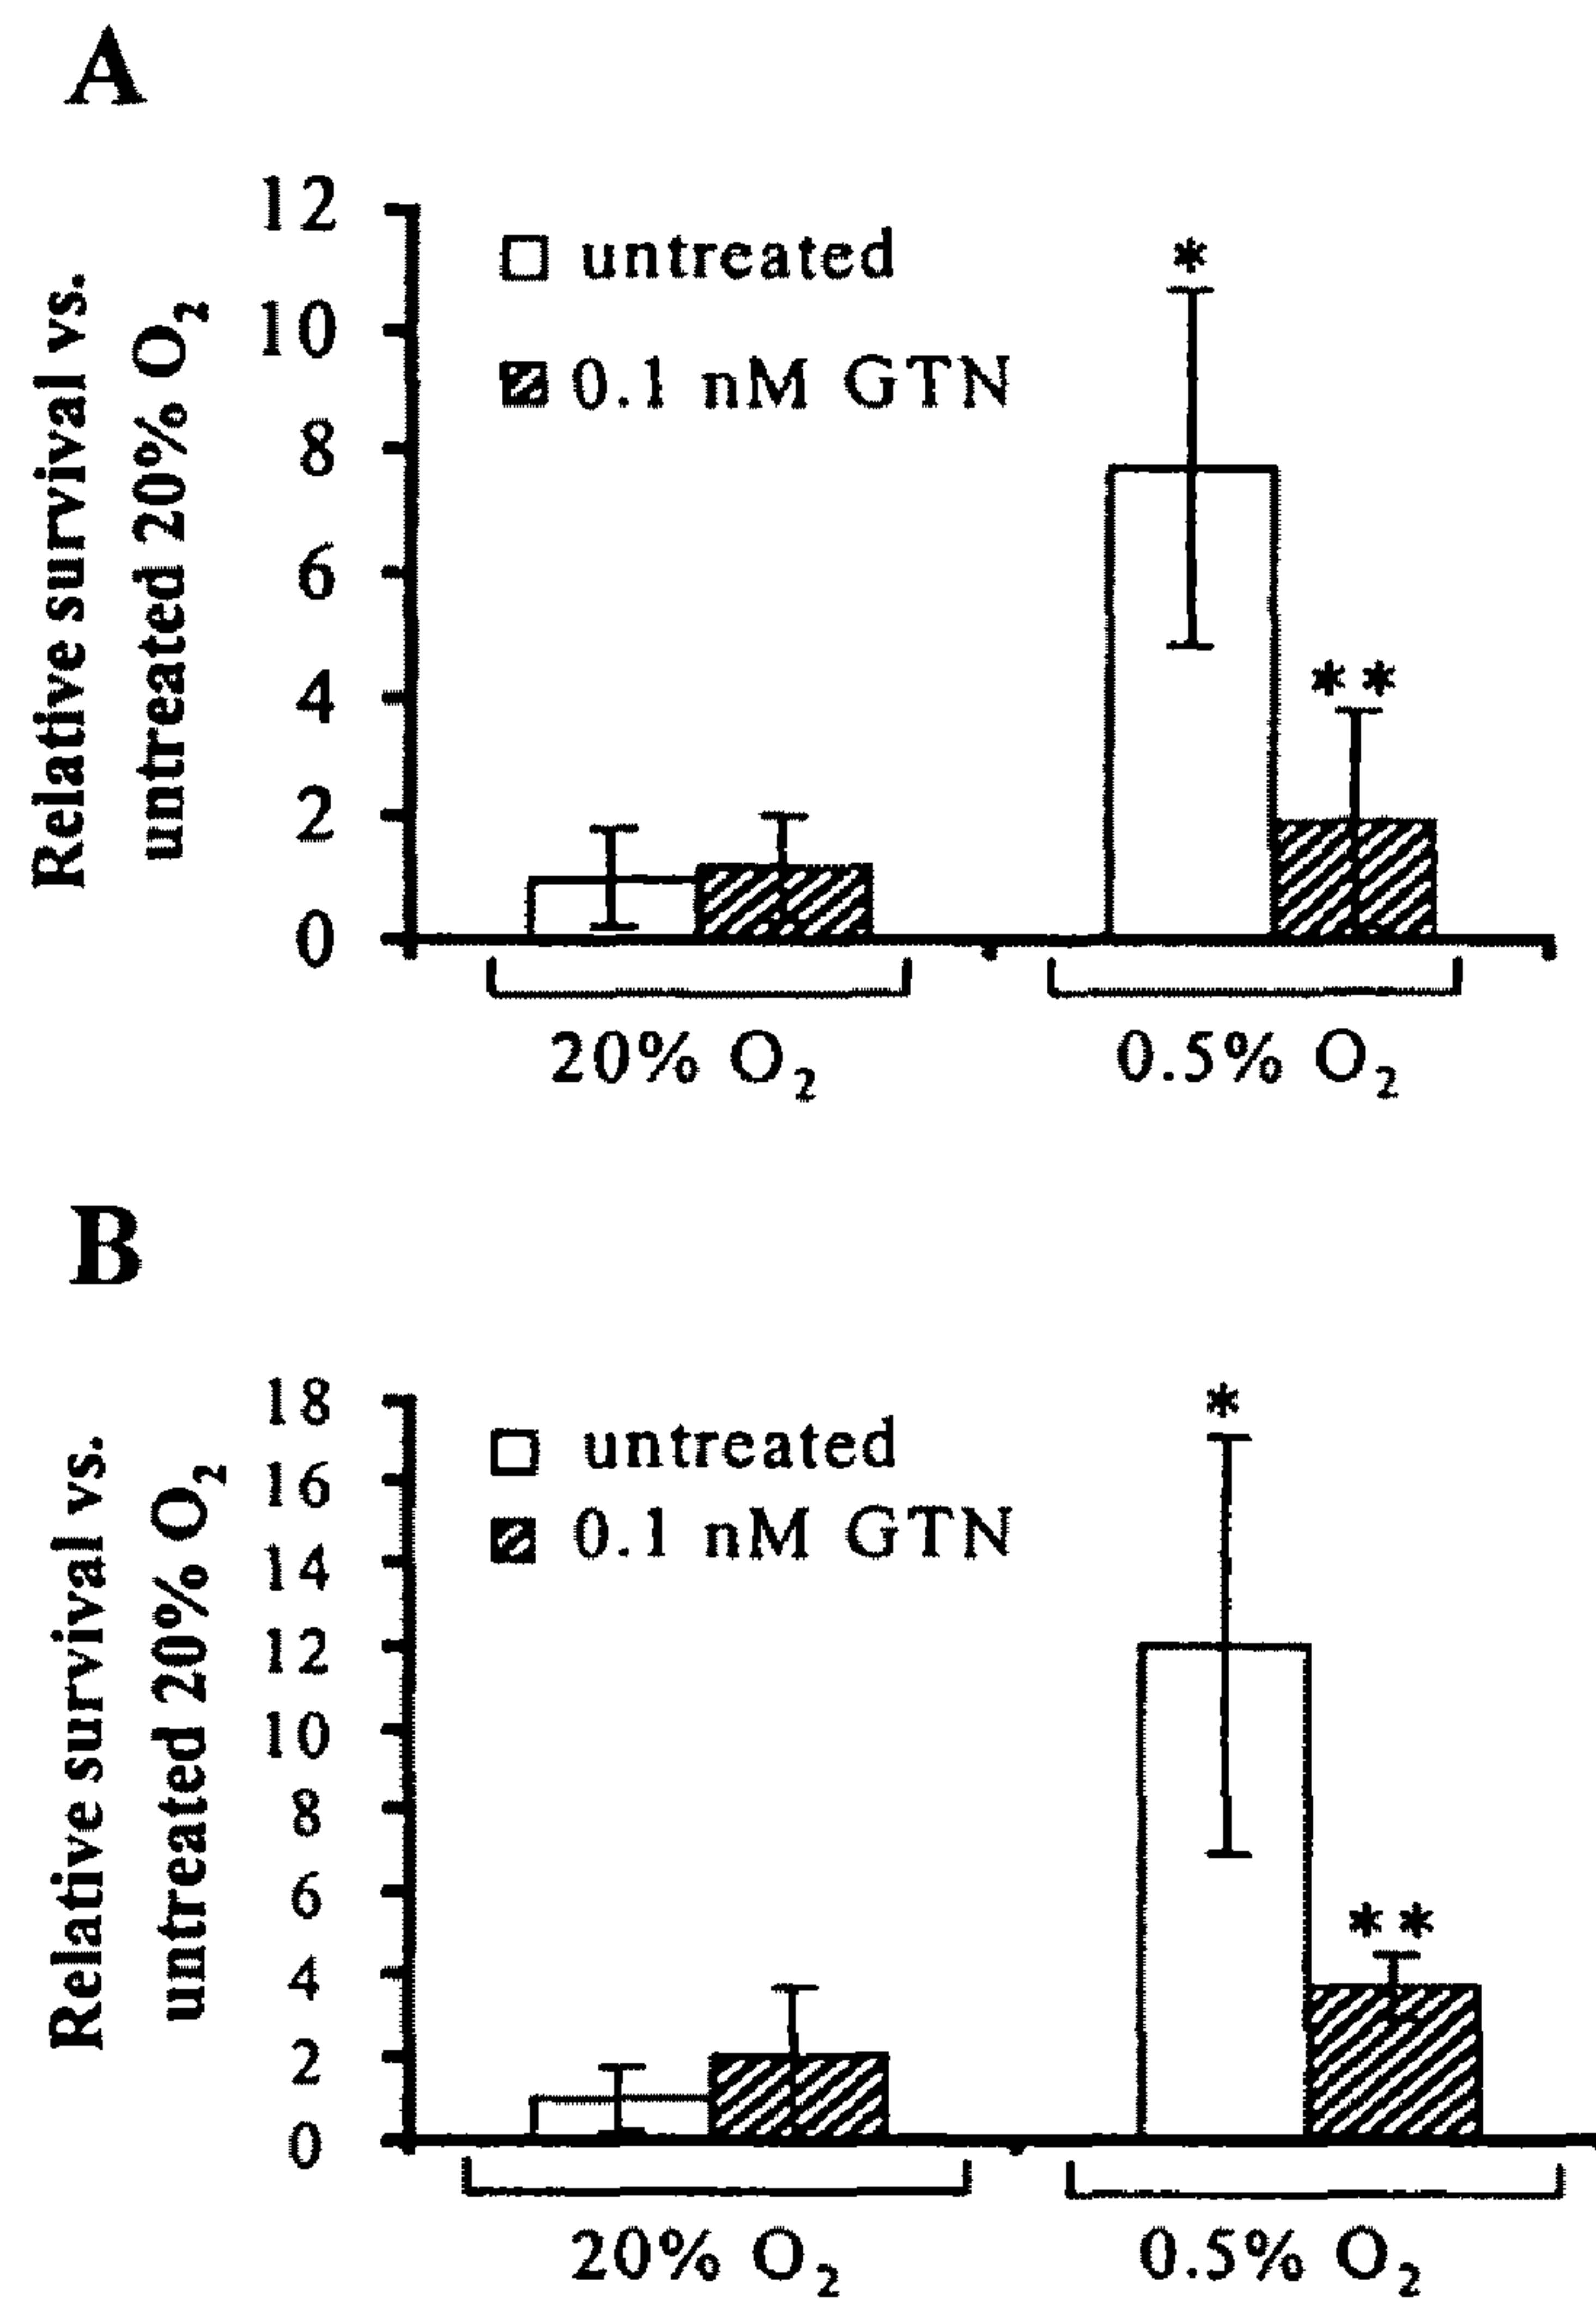 A
12
10
8
6
4
2
0
Relative survival vs.
untreated 20% O₂
untreated
0.1 nM GTN
*
**
20% O₂
0.5% O₂
B
18
16
14
12
10
8
6
4
2
0
Relative survival vs.
untreated 20% O₂
untreated
0.1 nM GTN
*
**
20% O₂
0.5% O₂